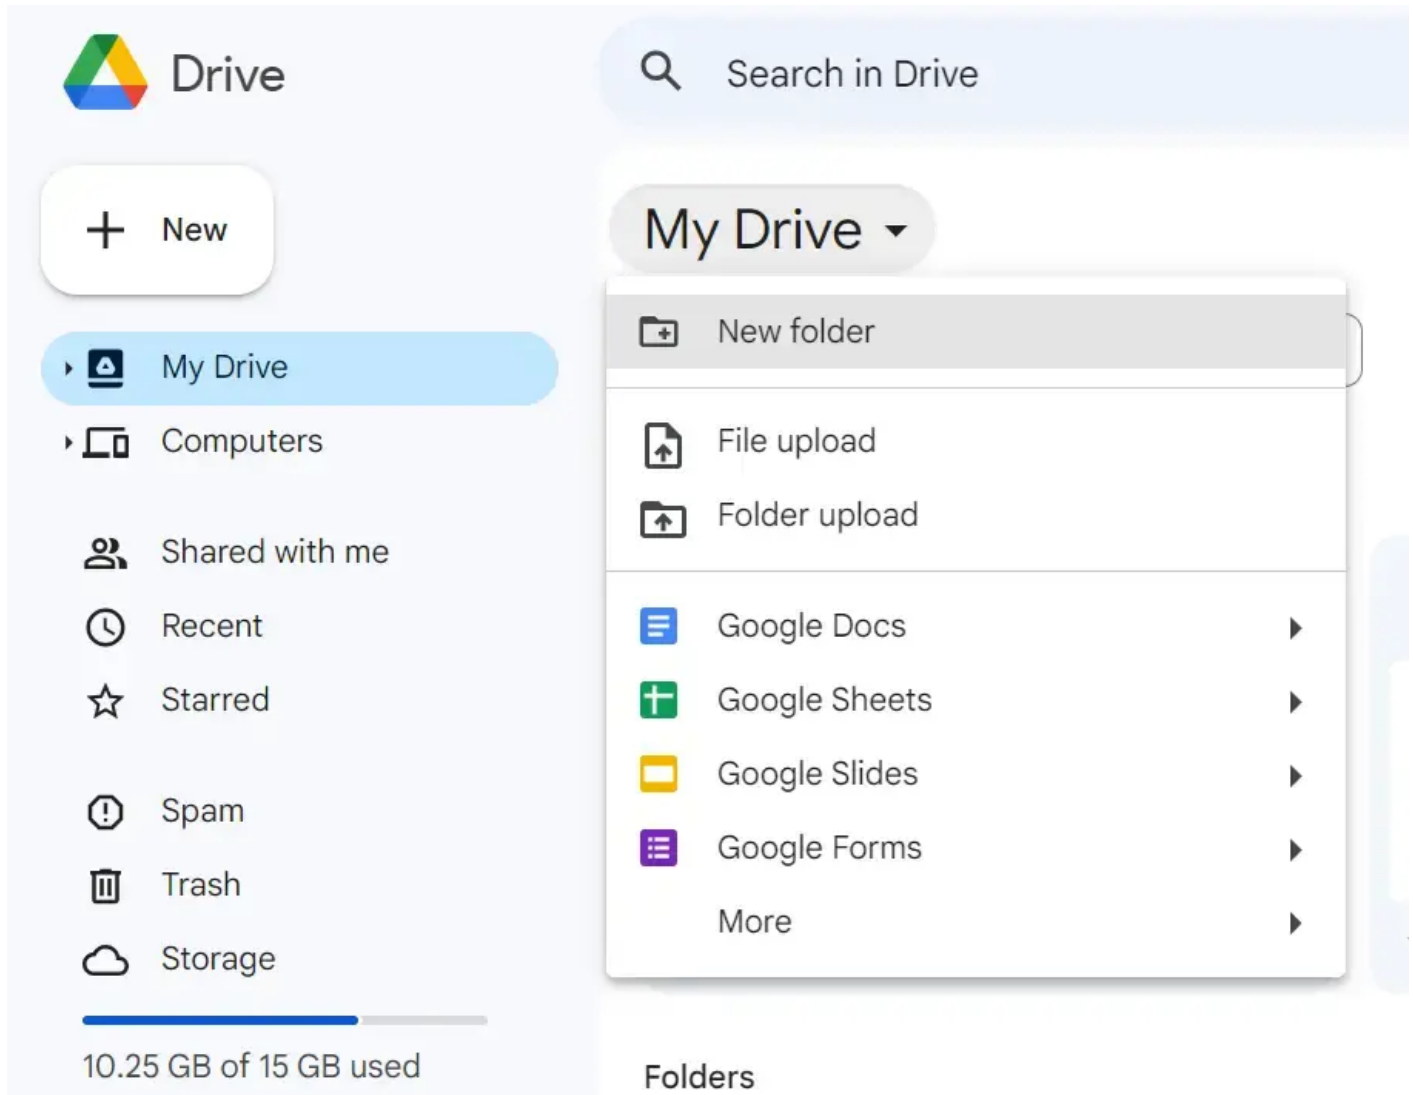 Drive
Search in Drive
New
My Drive
My Drive
New folder
File upload
Folder upload
Google Docs
Google Sheets
Google Slides
Google Forms
More
Computers
Shared with me
Recent
Starred
Spam
Trash
Storage
10.25 GB of 15 GB used
Folders